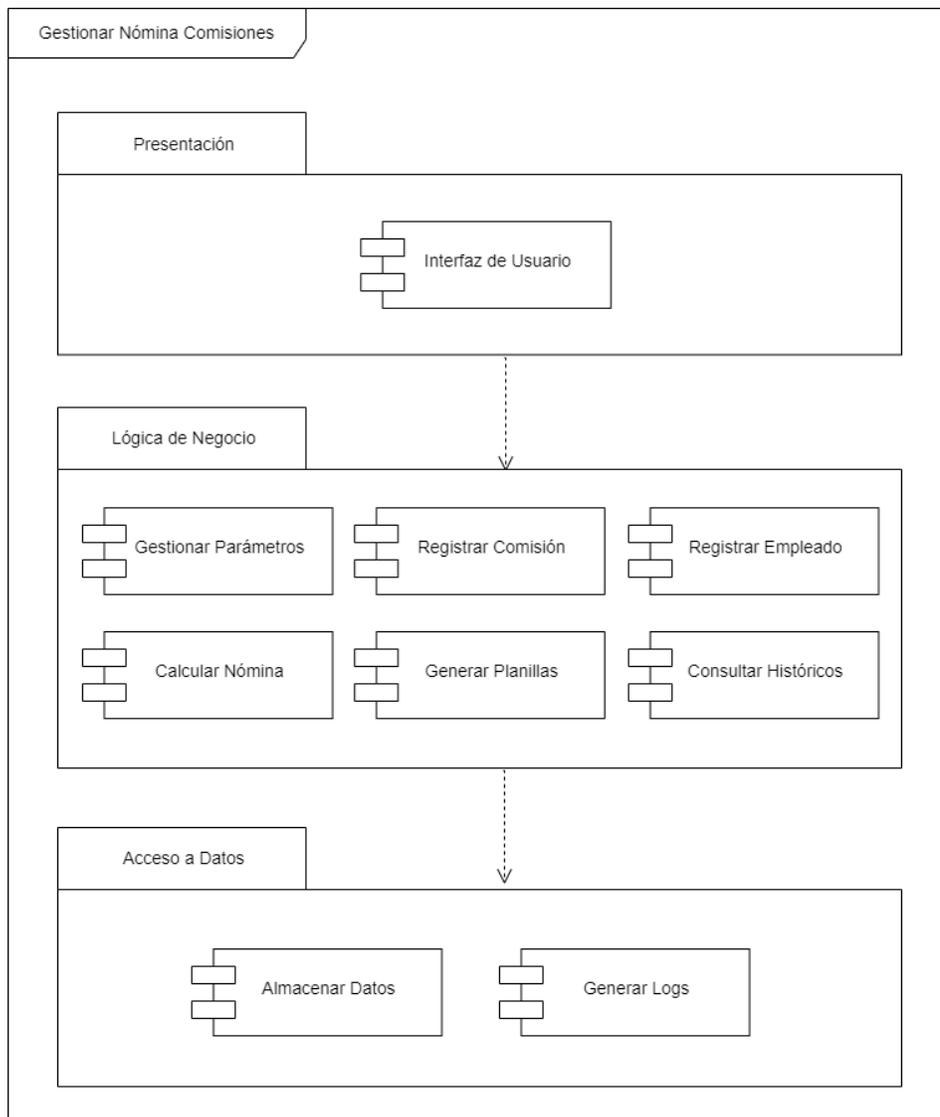 Gestionar Nómina Comisiones
Presentación
Interfaz de Usuario
Lógica de Negocio
Gestionar Parámetros
Registrar Comisión
Registrar Empleado
Calcular Nómina
Generar Planillas
Consultar Históricos
Acceso a Datos
Almacenar Datos
Generar Logs